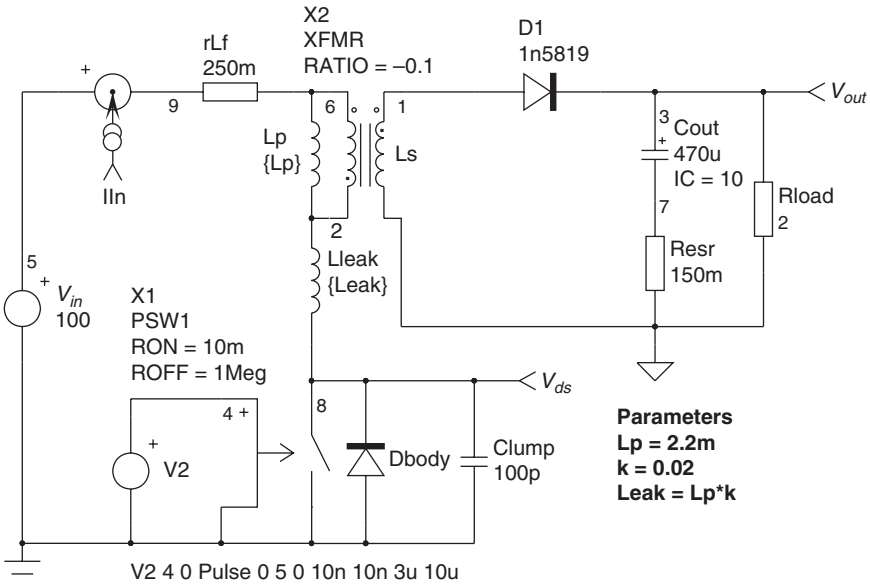 X2
XFMR
RATIO = –0.1
D1
1n5819
rLf
250m
+
9
6
1
3
Vout
IIn
Lp
{Lp}
Ls
Cout
+
470u
IC = 10
7
Rload
2
2
Resr
150m
5
+
Vin
100
Lleak
{Leak}
X1
PSW1
RON = 10m
ROFF = 1Meg
Vds
4 +
8
+
V2
Dbody
Clump
100p
Parameters
Lp = 2.2m
k = 0.02
Leak = Lp*k
V2 4 0 Pulse 0 5 0 10n 10n 3u 10u